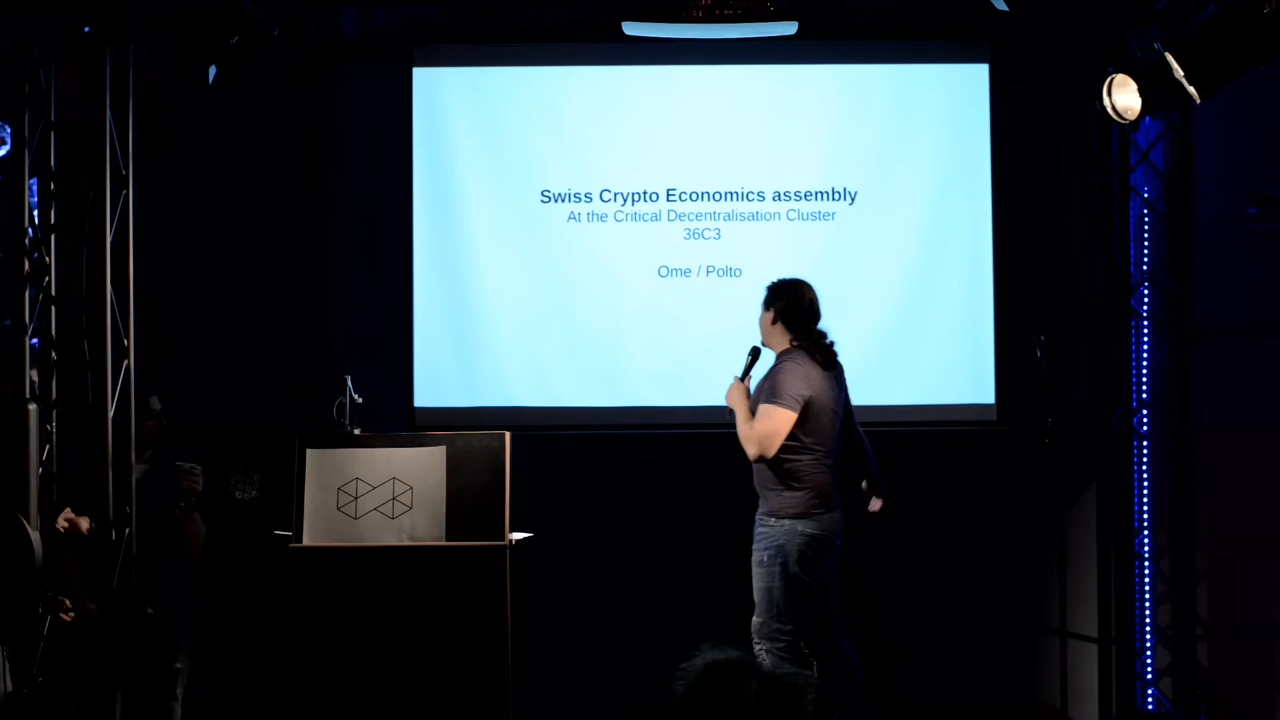 Swiss Crypto Economics assembly
At the Critical Decentralisation Cluster
36C3
Ome / Polto